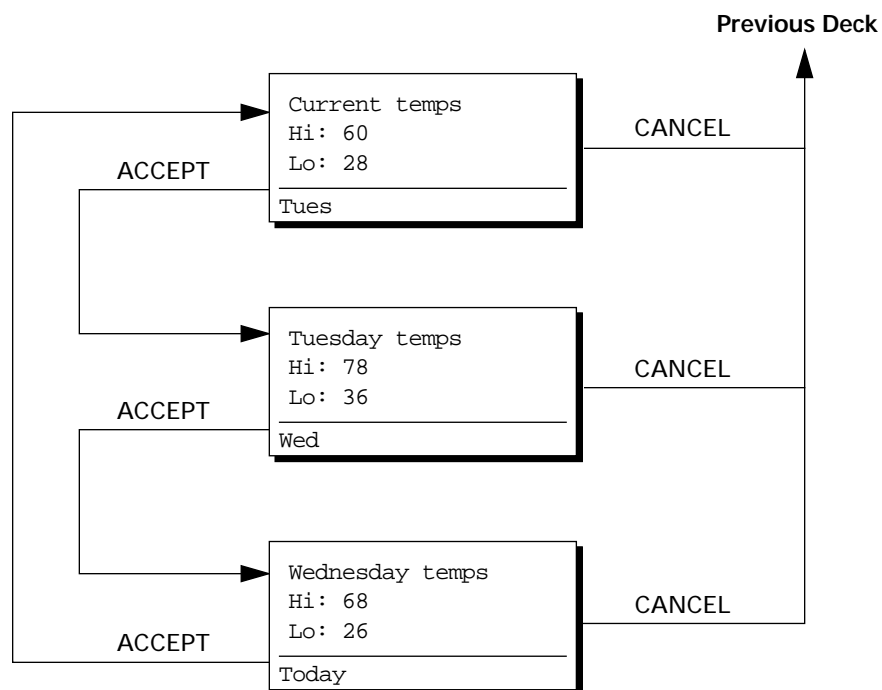 Previous Deck
Current temps
Hi: 60
Lo: 28
Tues
CANCEL
ACCEPT
Tuesday temps
Hi: 78
Lo: 36
Wed
CANCEL
ACCEPT
Wednesday temps
Hi: 68
Lo: 26
Today
CANCEL
ACCEPT